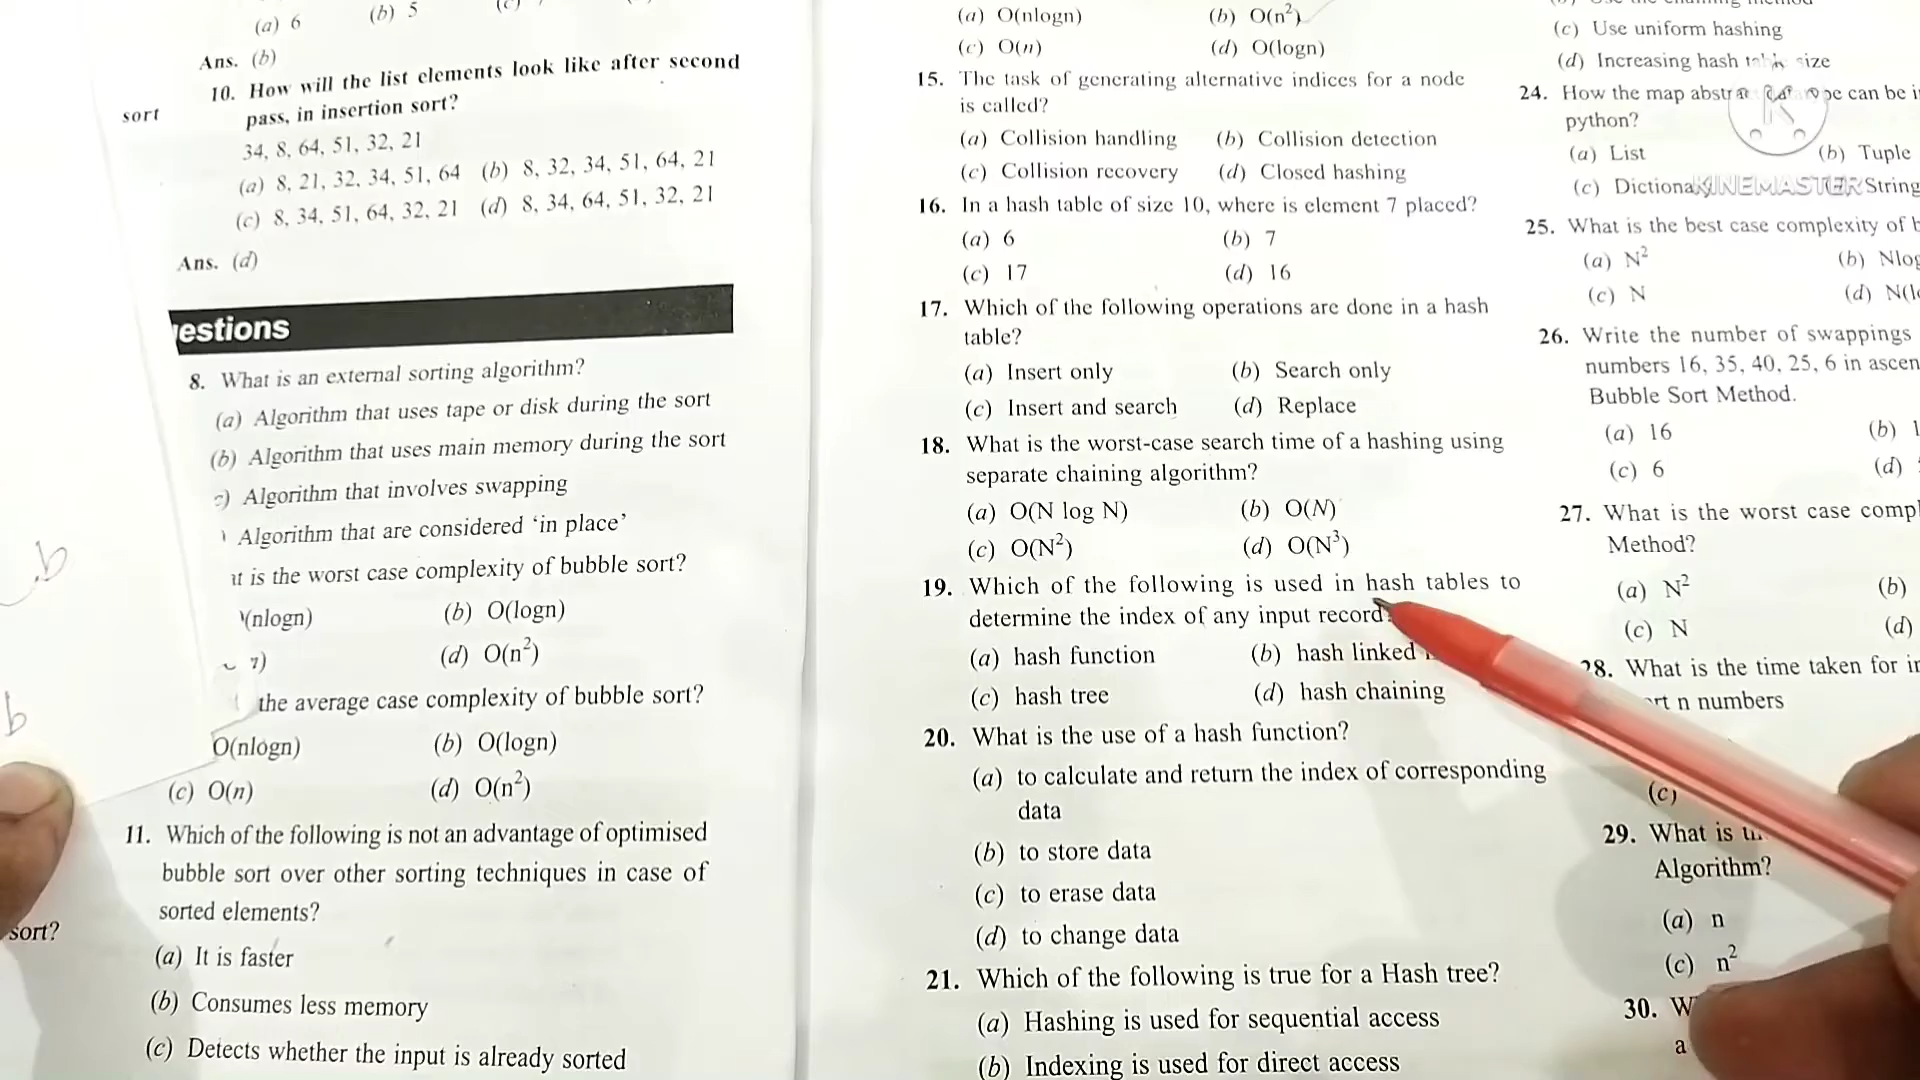 (a) 6
(b) 5
Ans. (b)
10. How will the list elements look like after second
pass, in insertion sort?
34, 8, 64, 51, 32, 21
(a) 8, 21, 32, 34, 51, 64 (b) 8, 32, 34, 51, 64, 21
(c) 8, 34, 51, 64, 32, 21 (d) 8, 34, 64, 51, 32, 21
sort
Ans. (d)
estions
8. What is an external sorting algorithm?
(a) Algorithm that uses tape or disk during the sort
(b) Algorithm that uses main memory during the sort
Algorithm that involves swapping
Algorithm that are considered ‘in place’
is the worst case complexity of bubble sort?
(nlogn) (b) O(logn)
(d) O(n²)
the average case complexity of bubble sort?
O(nlogn) (b) O(logn)
(c) O(n) (d) O(n²)
11. Which of the following is not an advantage of optimised
bubble sort over other sorting techniques in case of
sorted elements?
sort?
(a) It is faster
(b) Consumes less memory
(c) Detects whether the input is already sorted
b
b
(a) O(nlogn) (b) O(n²)
(c) O(n) (d) O(logn)
15. The task of generating alternative indices for a node
is called?
(a) Collision handling (b) Collision detection
(c) Collision recovery (d) Closed hashing
16. In a hash table of size 10, where is element 7 placed?
(a) 6 (b) 7
(c) 17 (d) 16
17. Which of the following operations are done in a hash
table?
(a) Insert only (b) Search only
(c) Insert and search (d) Replace
18. What is the worst-case search time of a hashing using
separate chaining algorithm?
(a) O(N log N) (b) O(N)
(c) O(N²) (d) O(N³)
19. Which of the following is used in hash tables to
determine the index of any input record
(a) hash function (b) hash linked
(c) hash tree (d) hash chaining
20. What is the use of a hash function?
(a) to calculate and return the index of corresponding
data
(b) to store data
(c) to erase data
(d) to change data
21. Which of the following is true for a Hash tree?
(a) Hashing is used for sequential access
(b) Indexing is used for direct access
(c) Use uniform hashing
(d) Increasing hash size
24. How the map can be
python?
(a) List (b) Tuple
(c) String
KINEMASTER
25. What is the best case complexity of
(a) N² (b)
(c) N (d)
26. Write the number of swappings
numbers 16, 35, 40, 25, 6 in
Bubble Sort Method.
(a) 16 (b)
(c) 6 (d)
27. What is the worst case
Method?
(a) N² (b)
(c) N (d)
28. What is the time taken for
n numbers
(c)
29. What is
Algorithm?
(a) n
(c) n²
30.
a